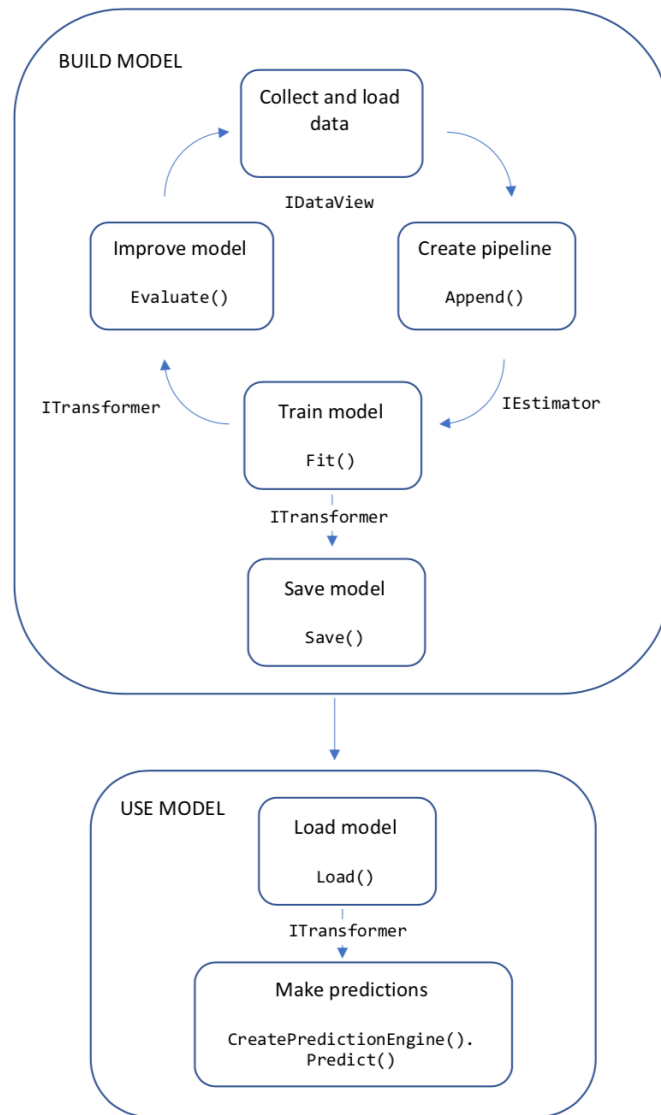 BUILD MODEL
Collect and load
data
IDataView
Improve model
Evaluate()
Create pipeline
Append()
ITransformer
IEstimator
Train model
Fit()
ITransformer
Save model
Save()
USE MODEL
Load model
Load()
ITransformer
Make predictions
CreatePredictionEngine().
Predict()